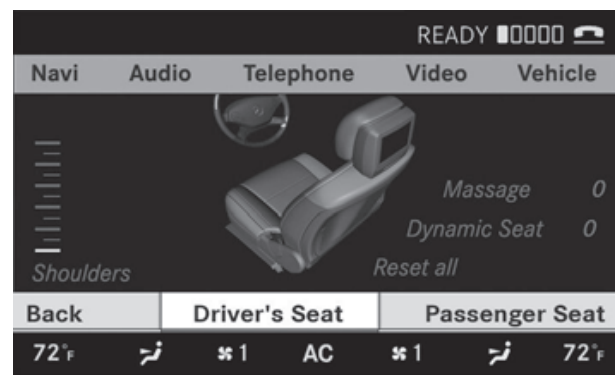 READY
Navi Audio Telephone Video Vehicle
Massage 0
Dynamic Seat 0
Shoulders Reset all
Back Driver's Seat Passenger Seat
72°F 1 AC 1 72°F